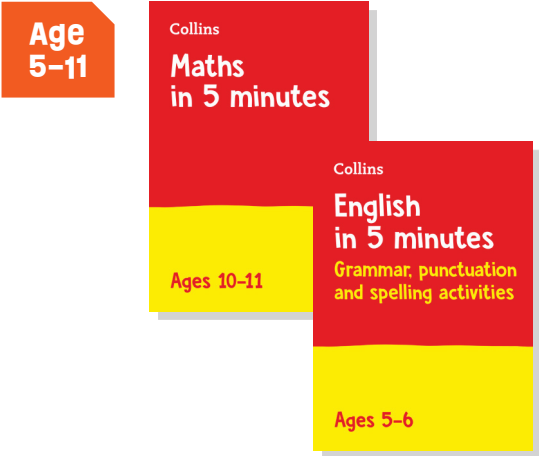 Age
5–11
Collins
Maths
in 5 minutes
Ages 10–11
Collins
English
in 5 minutes
Grammar, punctuation
and spelling activities
Ages 5–6